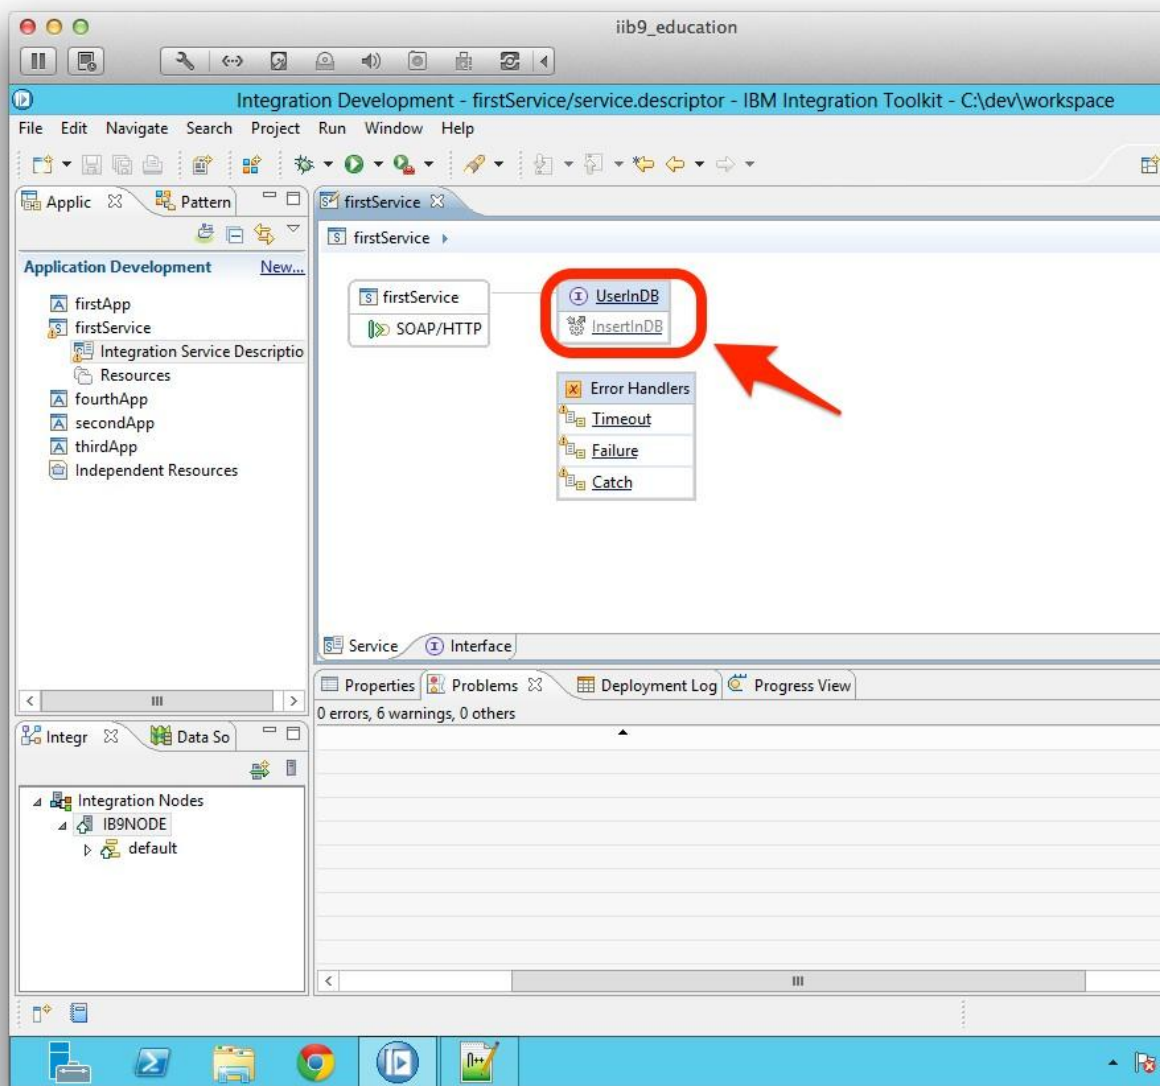 iib9_education
Integration Development - firstService/service.descriptor - IBM Integration Toolkit - C:\dev\workspace
File Edit Navigate Search Project Run Window Help
Applic Pattern
firstService
firstService
Application Development New...
firstApp
firstService
Integration Service Descriptio
Resources
fourthApp
secondApp
thirdApp
Independent Resources
firstService
SOAP/HTTP
UserInDB
InsertInDB
Error Handlers
Timeout
Failure
Catch
Service Interface
Properties Problems Deployment Log Progress View
0 errors, 6 warnings, 0 others
Integr Data So
Integration Nodes
IB9NODE
default